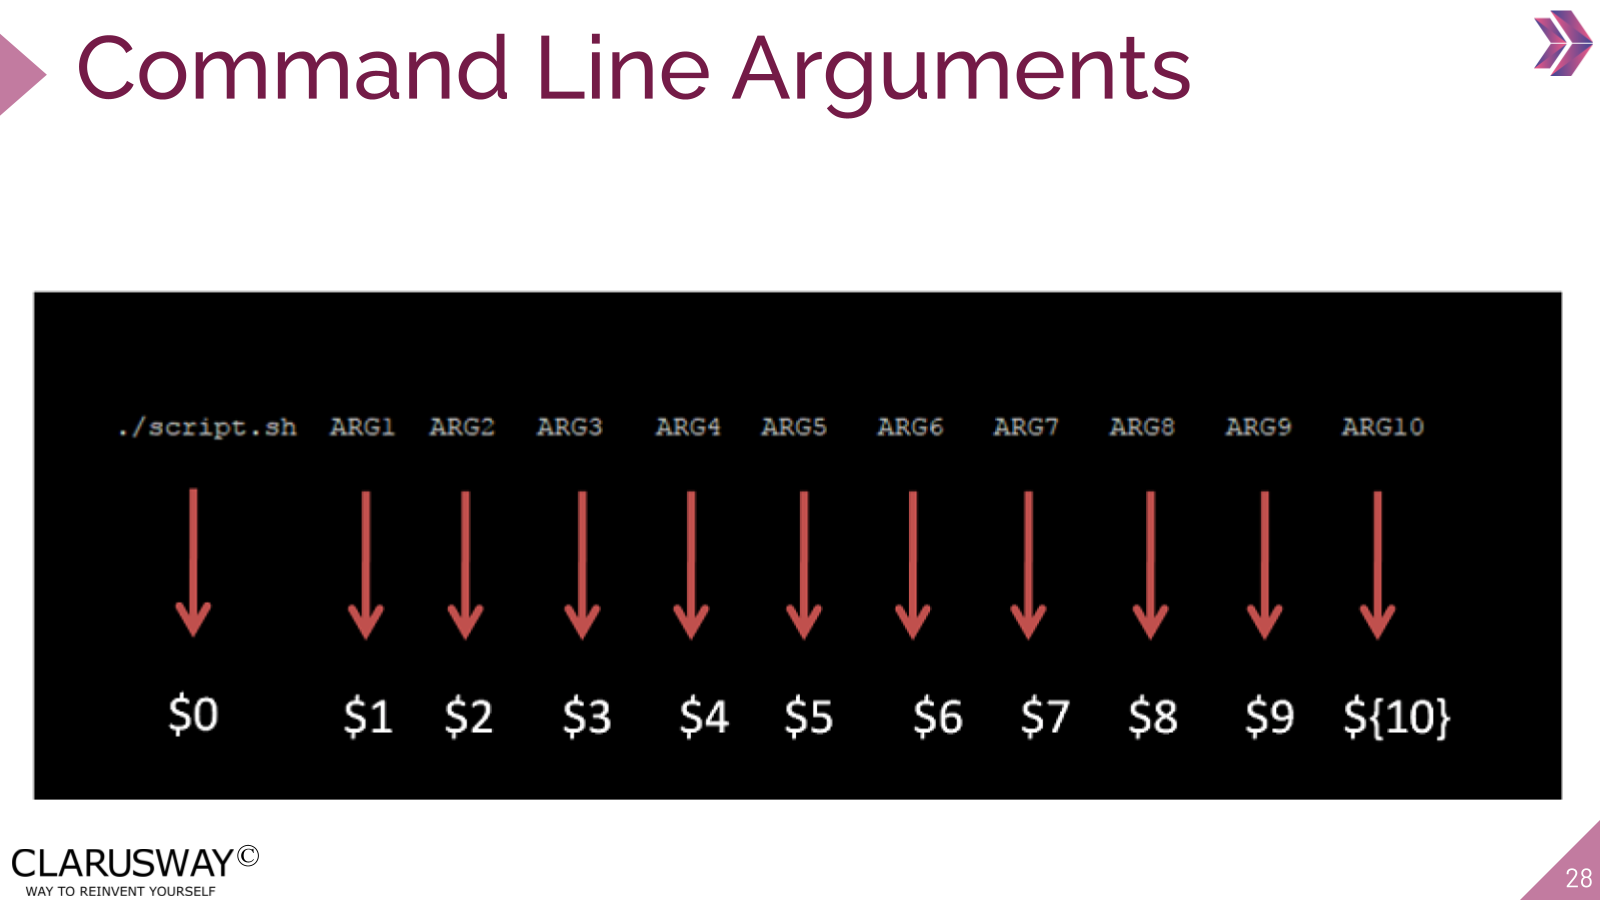 Command Line Arguments
./script.sh ARG1 ARG2 ARG3 ARG4 ARG5 ARG6 ARG7 ARG8 ARG9 ARG10
$0 $1 $2 $3 $4 $5 $6 $7 $8 $9 ${10}
CLARUSWAY©
WAY TO REINVENT YOURSELF
28